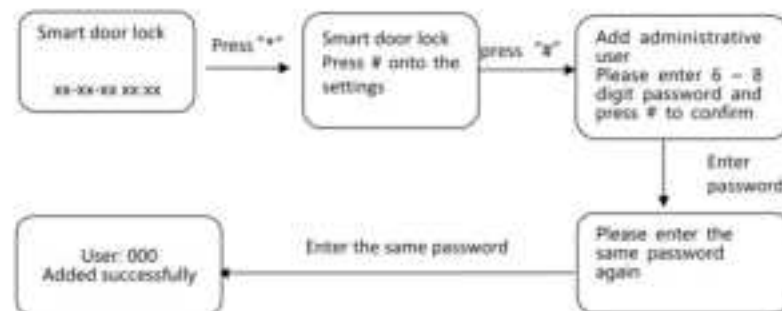 Smart door lock
xx-xx-xx xx:xx
Press "*"
Smart door lock
Press # onto the
settings
press "#"
Add administrative
user
Please enter 6 – 8
digit password and
press # to confirm
Enter
password
Please enter the
same password
again
Enter the same password
User: 000
Added successfully